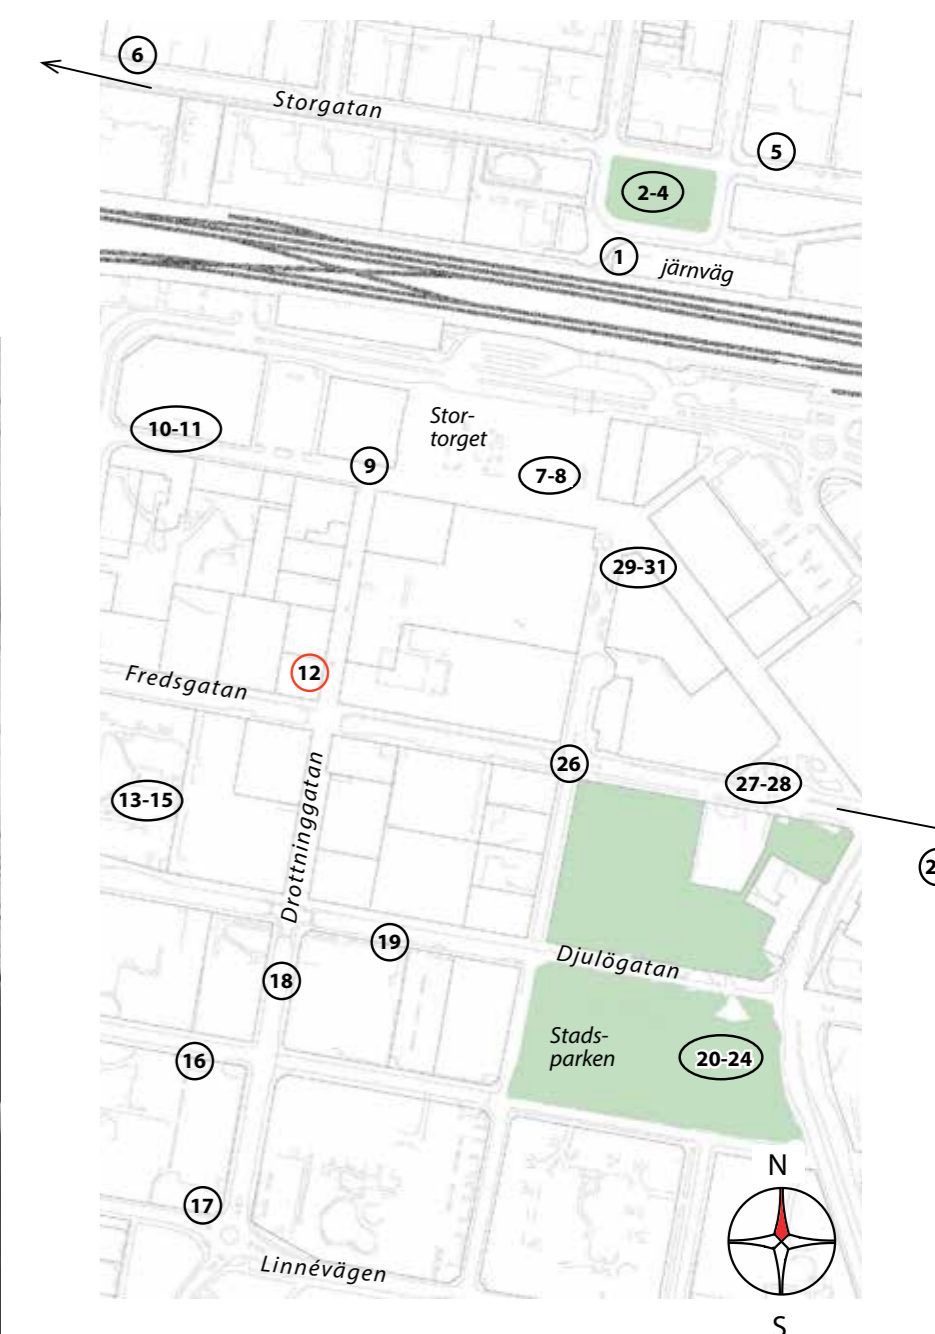 6
Storgatan
5
2-4
1
järnväg
Stor-
torget
10-11
9
7-8
29-31
12
Fredsgatan
26
27-28
13-15
Drottninggatan
2
19
Djulögatan
18
Stads-
parken
20-24
16
N
17
Linnévägen
S